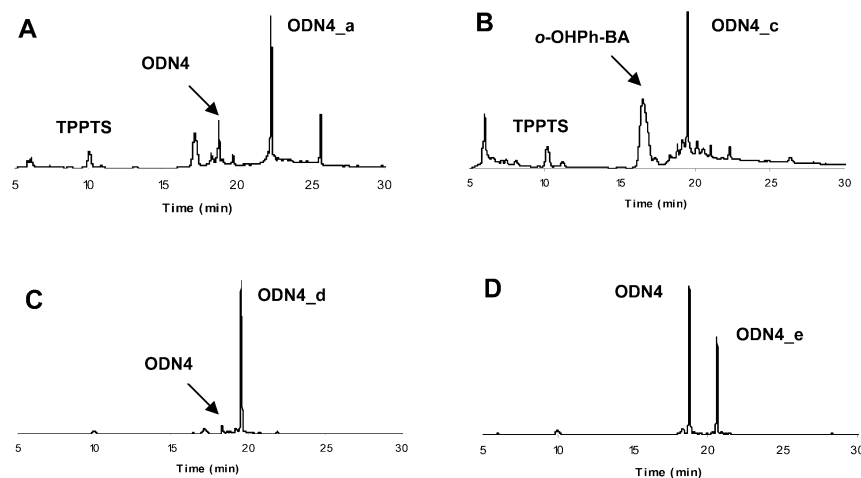 A
ODN4_a
ODN4
TPPTS
5 10 15 20 25 30
Time (min)
B
ODN4_c
o-OHPh-BA
TPPTS
5 10 15 20 25 30
Time (min)
C
ODN4_d
ODN4
5 10 15 20 25 30
Time (min)
D
ODN4
ODN4_e
5 10 15 20 25 30
Time (min)